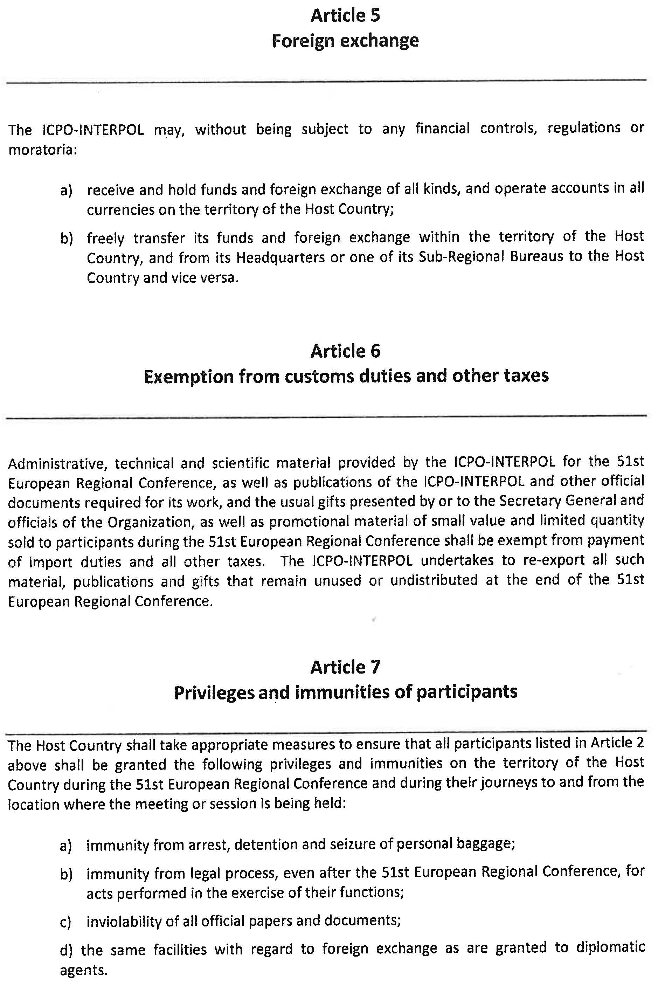 Article 5
Foreign exchange
The ICPO-INTERPOL may, without being subject to any financial controls, regulations or
moratoria:
a) receive and hold funds and foreign exchange of all kinds, and operate accounts in all
currencies on the territory of the Host Country;
b) freely transfer its funds and foreign exchange within the territory of the Host
Country, and from its Headquarters or one of its Sub-Regional Bureaus to the Host
Country and vice versa.
Article 6
Exemption from customs duties and other taxes
Administrative, technical and scientific material provided by the ICPO-INTERPOL for the 51st
European Regional Conference, as well as publications of the ICPO-INTERPOL and other official
documents required for its work, and the usual gifts presented by or to the Secretary General and
officials of the Organization, as well as promotional material of small value and limited quantity
sold to participants during the 51st European Regional Conference shall be exempt from payment
of import duties and all other taxes. The ICPO-INTERPOL undertakes to re-export all such
material, publications and gifts that remain unused or undistributed at the end of the 51st
European Regional Conference.
Article 7
Privileges and immunities of participants
The Host Country shall take appropriate measures to ensure that all participants listed in Article 2
above shall be granted the following privileges and immunities on the territory of the Host
Country during the 51st European Regional Conference and during their journeys to and from the
location where the meeting or session is being held:
a) immunity from arrest, detention and seizure of personal baggage;
b) immunity from legal process, even after the 51st European Regional Conference, for
acts performed in the exercise of their functions;
c) inviolability of all official papers and documents;
d) the same facilities with regard to foreign exchange as are granted to diplomatic
agents.